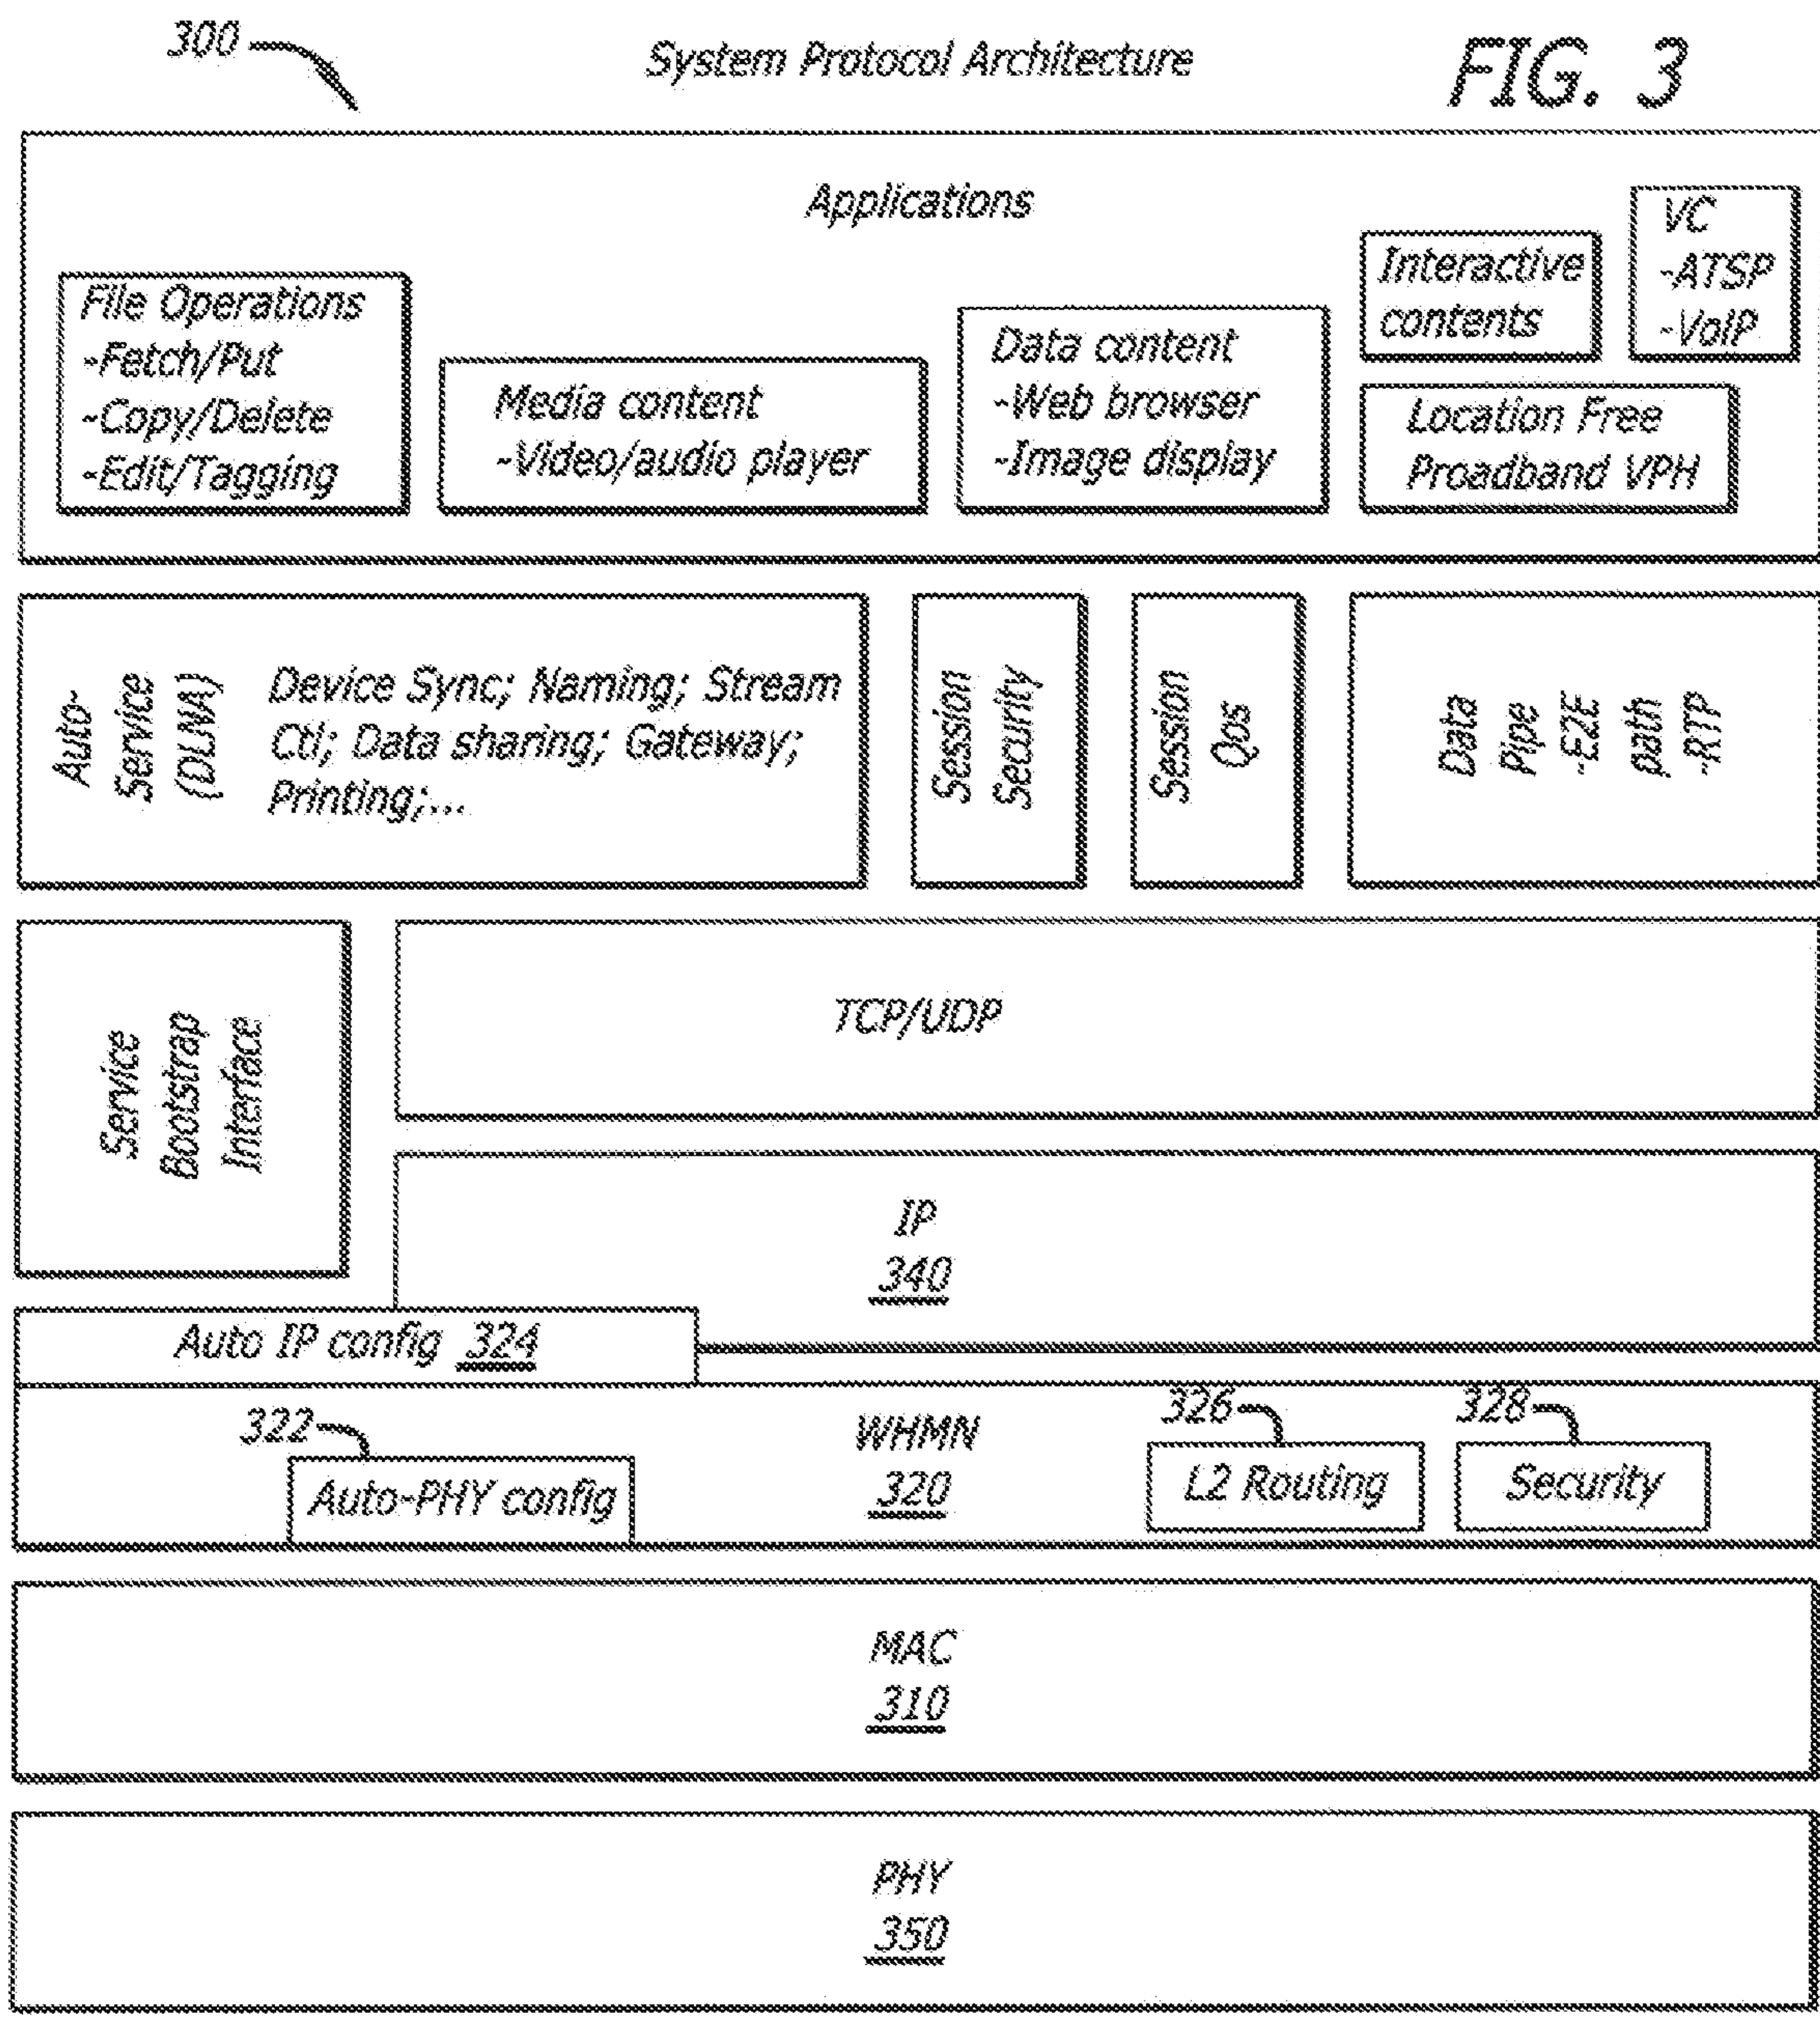 300
System Protocol Architecture
FIG. 3
Applications
File Operations
-Fetch/Put
-Copy/Delete
-Edit/Tagging
Media content
-Video/audio player
Data content
-Web browser
-Image display
Interactive
contents
VC
-ATSP
-VoIP
Location Free
Proadband VPH
Auto-
Service
(DLNA)
Device Sync; Naming; Stream
Ctl; Data sharing; Gateway;
Printing;...
Session
Security
Session
Qos
Data
Pipe
-E2E
path
-RTP
Service
Bootstrap
Interface
TCP/UDP
IP
340
Auto IP config 324
322
Auto-PHY config
WHMN
320
326
L2 Routing
328
Security
MAC
310
PHY
350